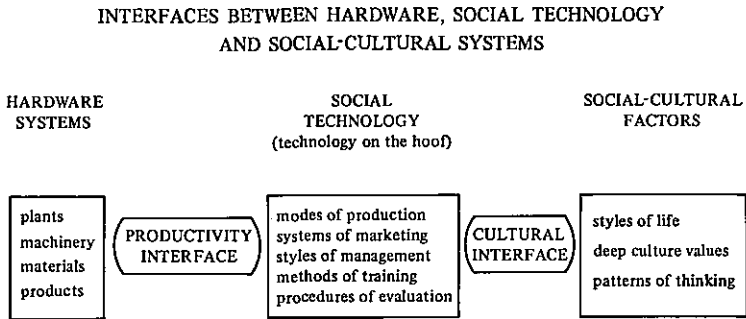 INTERFACES BETWEEN HARDWARE, SOCIAL TECHNOLOGY
AND SOCIAL-CULTURAL SYSTEMS
HARDWARE
SYSTEMS
SOCIAL
TECHNOLOGY
(technology on the hoof)
SOCIAL-CULTURAL
FACTORS
plants
machinery
materials
products
PRODUCTIVITY
INTERFACE
modes of production
systems of marketing
styles of management
methods of training
procedures of evaluation
CULTURAL
INTERFACE
styles of life
deep culture values
patterns of thinking